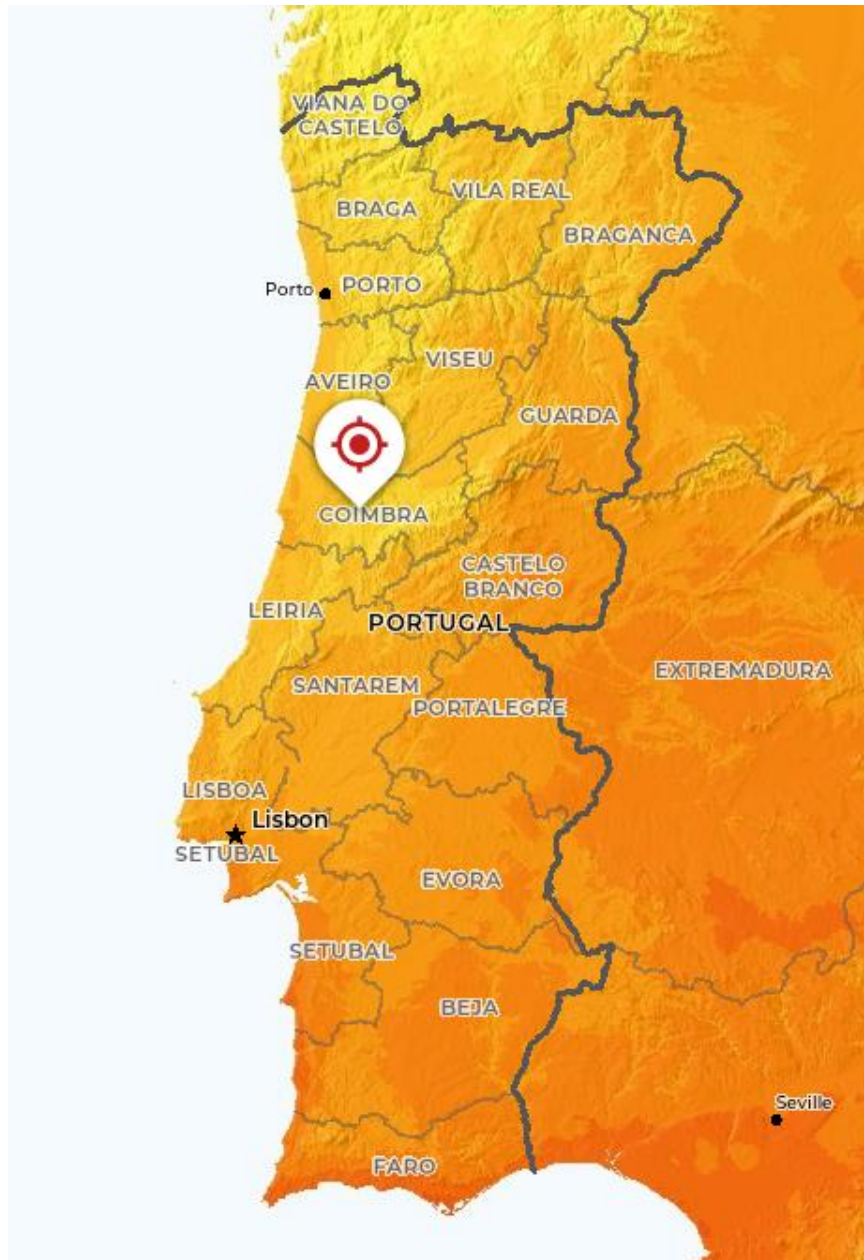 VIANA DO
CASTELO
VILA REAL
BRAGA
BRAGANCA
Porto
PORTO
VISEU
AVEIRO
GUARDA
COIMBRA
CASTELO
BRANCO
LEIRIA
PORTUGAL
EXTREMADURA
SANTAREM
PORTALEGRE
LISBOA
Lisbon
SETUBAL
EVORA
SETUBAL
BEJA
Seville
FARO